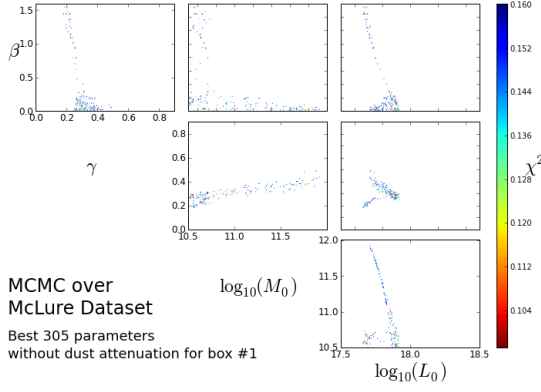 1.5
1.0
β
0.5
0.0
0.0 0.2 0.4 0.6 0.8
γ
0.8
0.6
0.4
0.2
0.0
10.5 11.0 11.5
log₁₀(M₀)
12.0
11.5
11.0
10.5
17.5 18.0 18.5
log₁₀(L₀)
0.160
0.152
0.144
0.136
χ²
0.128
0.120
0.112
0.104
MCMC over
McLure Dataset
Best 305 parameters
without dust attenuation for box #1